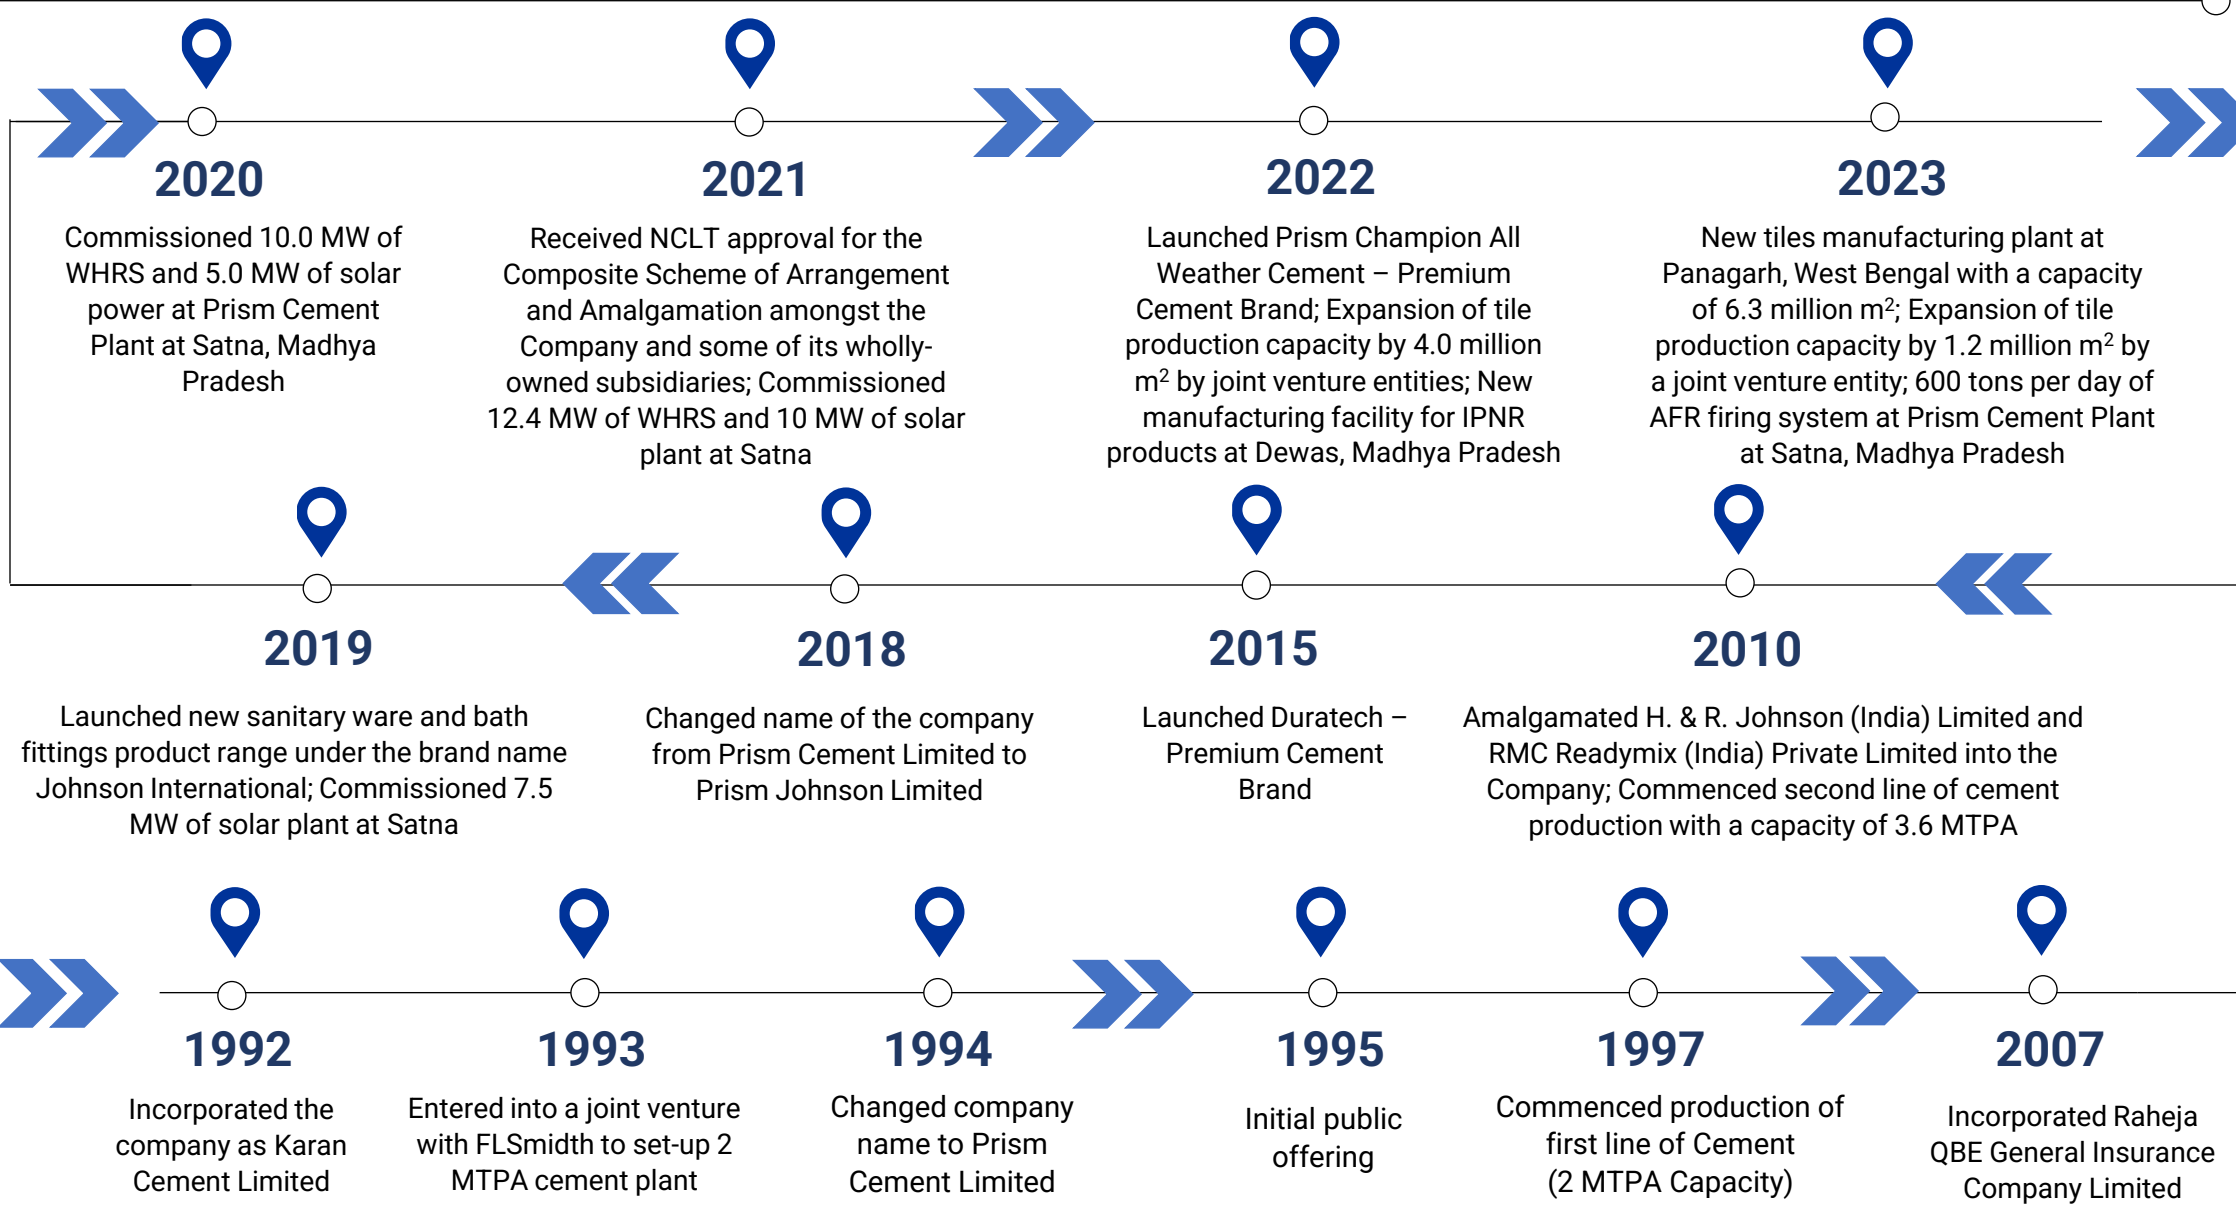 2020
Commissioned 10.0 MW of
WHRS and 5.0 MW of solar
power at Prism Cement
Plant at Satna, Madhya
Pradesh
2021
Received NCLT approval for the
Composite Scheme of Arrangement
and Amalgamation amongst the
Company and some of its wholly-
owned subsidiaries; Commissioned
12.4 MW of WHRS and 10 MW of solar
plant at Satna
2022
Launched Prism Champion All
Weather Cement – Premium
Cement Brand; Expansion of tile
production capacity by 4.0 million
m² by joint venture entities; New
manufacturing facility for IPNR
products at Dewas, Madhya Pradesh
2023
New tiles manufacturing plant at
Panagarh, West Bengal with a capacity
of 6.3 million m²; Expansion of tile
production capacity by 1.2 million m² by
a joint venture entity; 600 tons per day of
AFR firing system at Prism Cement Plant
at Satna, Madhya Pradesh
2019
Launched new sanitary ware and bath
fittings product range under the brand name
Johnson International; Commissioned 7.5
MW of solar plant at Satna
2018
Changed name of the company
from Prism Cement Limited to
Prism Johnson Limited
2015
Launched Duratech –
Premium Cement
Brand
2010
Amalgamated H. & R. Johnson (India) Limited and
RMC Readymix (India) Private Limited into the
Company; Commenced second line of cement
production with a capacity of 3.6 MTPA
1992
Incorporated the
company as Karan
Cement Limited
1993
Entered into a joint venture
with FLSmidth to set-up 2
MTPA cement plant
1994
Changed company
name to Prism
Cement Limited
1995
Initial public
offering
1997
Commenced production of
first line of Cement
(2 MTPA Capacity)
2007
Incorporated Raheja
QBE General Insurance
Company Limited